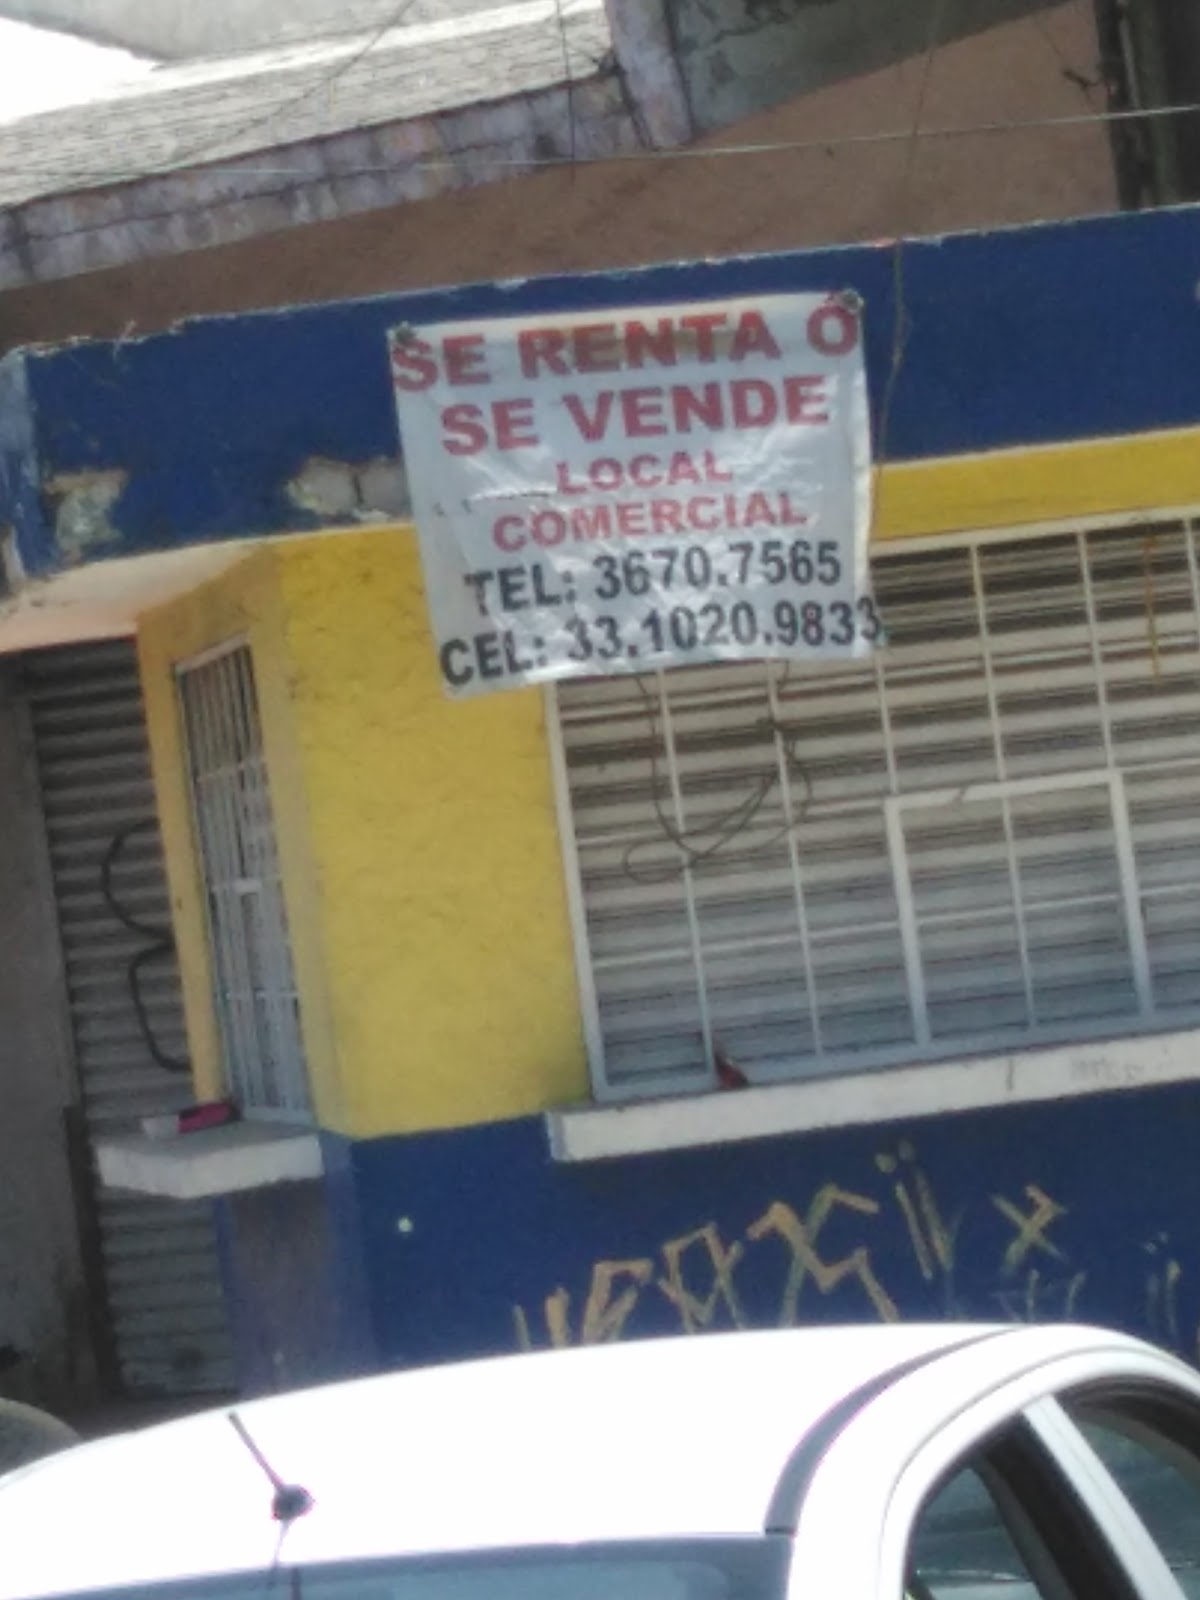 SE RENTA Ó
SE VENDE
LOCAL
COMERCIAL
TEL: 3670.7565
CEL: 33.1020.9833